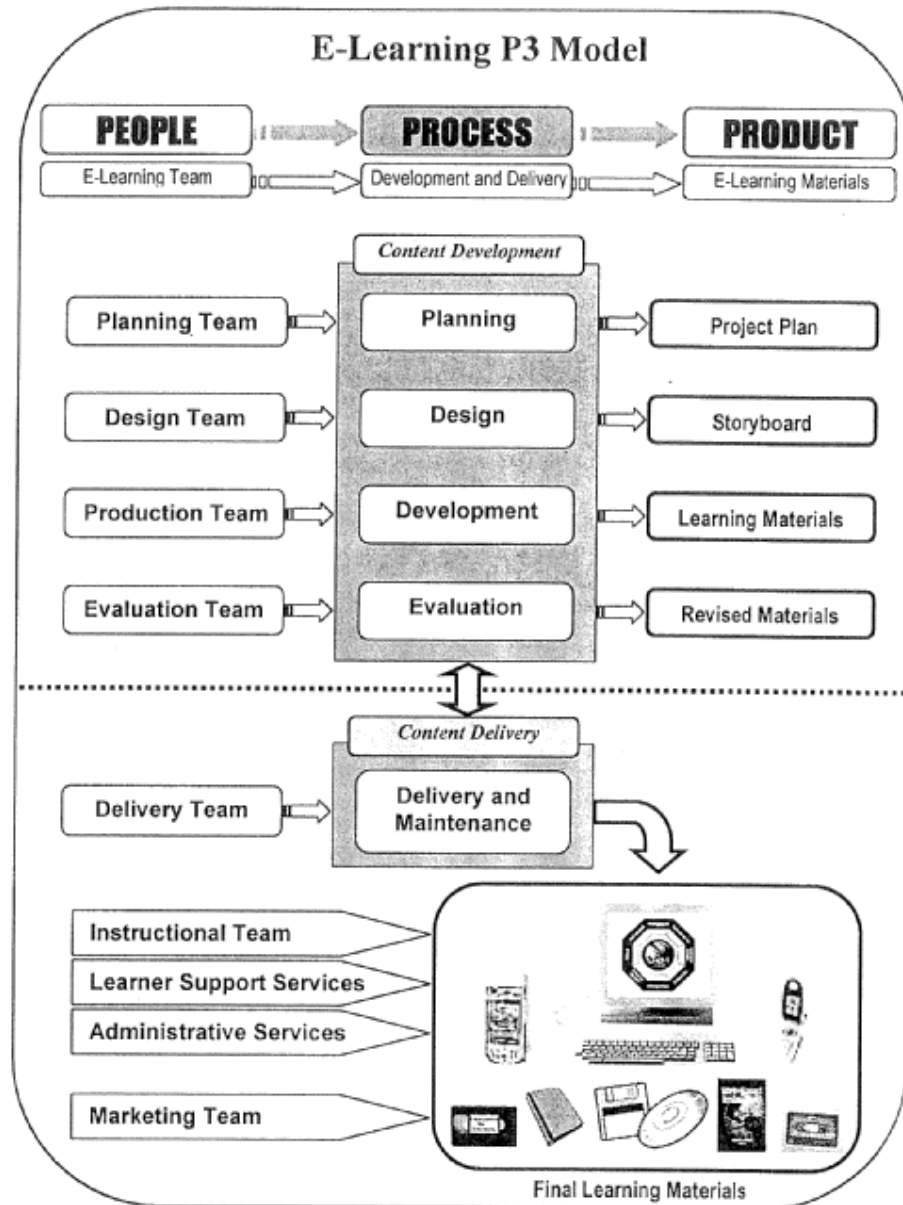 E-Learning P3 Model
PEOPLE
PROCESS
PRODUCT
E-Learning Team
Development and Delivery
E-Learning Materials
Content Development
Planning Team
Planning
Project Plan
Design Team
Design
Storyboard
Production Team
Development
Learning Materials
Evaluation Team
Evaluation
Revised Materials
Content Delivery
Delivery Team
Delivery and
Maintenance
Instructional Team
Learner Support Services
Administrative Services
Marketing Team
Final Learning Materials